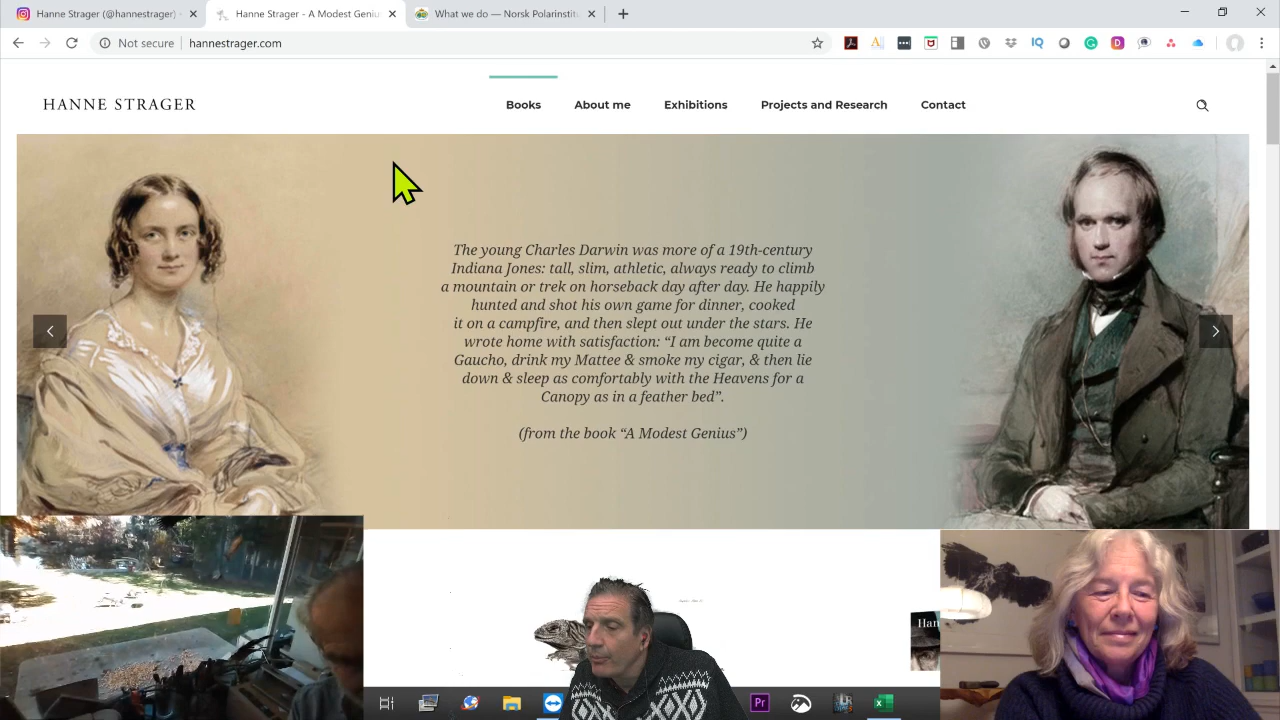 Hanne Strager (@hannestrager)
Hanne Strager - A Modest Geniu
What we do — Norsk Polarinstitu
Not secure
hannestrager.com
HANNE STRAGER
Books
About me
Exhibitions
Projects and Research
Contact
The young Charles Darwin was more of a 19th-century
Indiana Jones: tall, slim, athletic, always ready to climb
a mountain or trek on horseback day after day. He happily
hunted and shot his own game for dinner, cooked
it on a campfire, and then slept out under the stars. He
wrote home with satisfaction: “I am become quite a
Gaucho, drink my Mattee & smoke my cigar, & then lie
down & sleep as comfortably with the Heavens for a
Canopy as in a feather bed”.
(from the book “A Modest Genius”)
Han
Pr